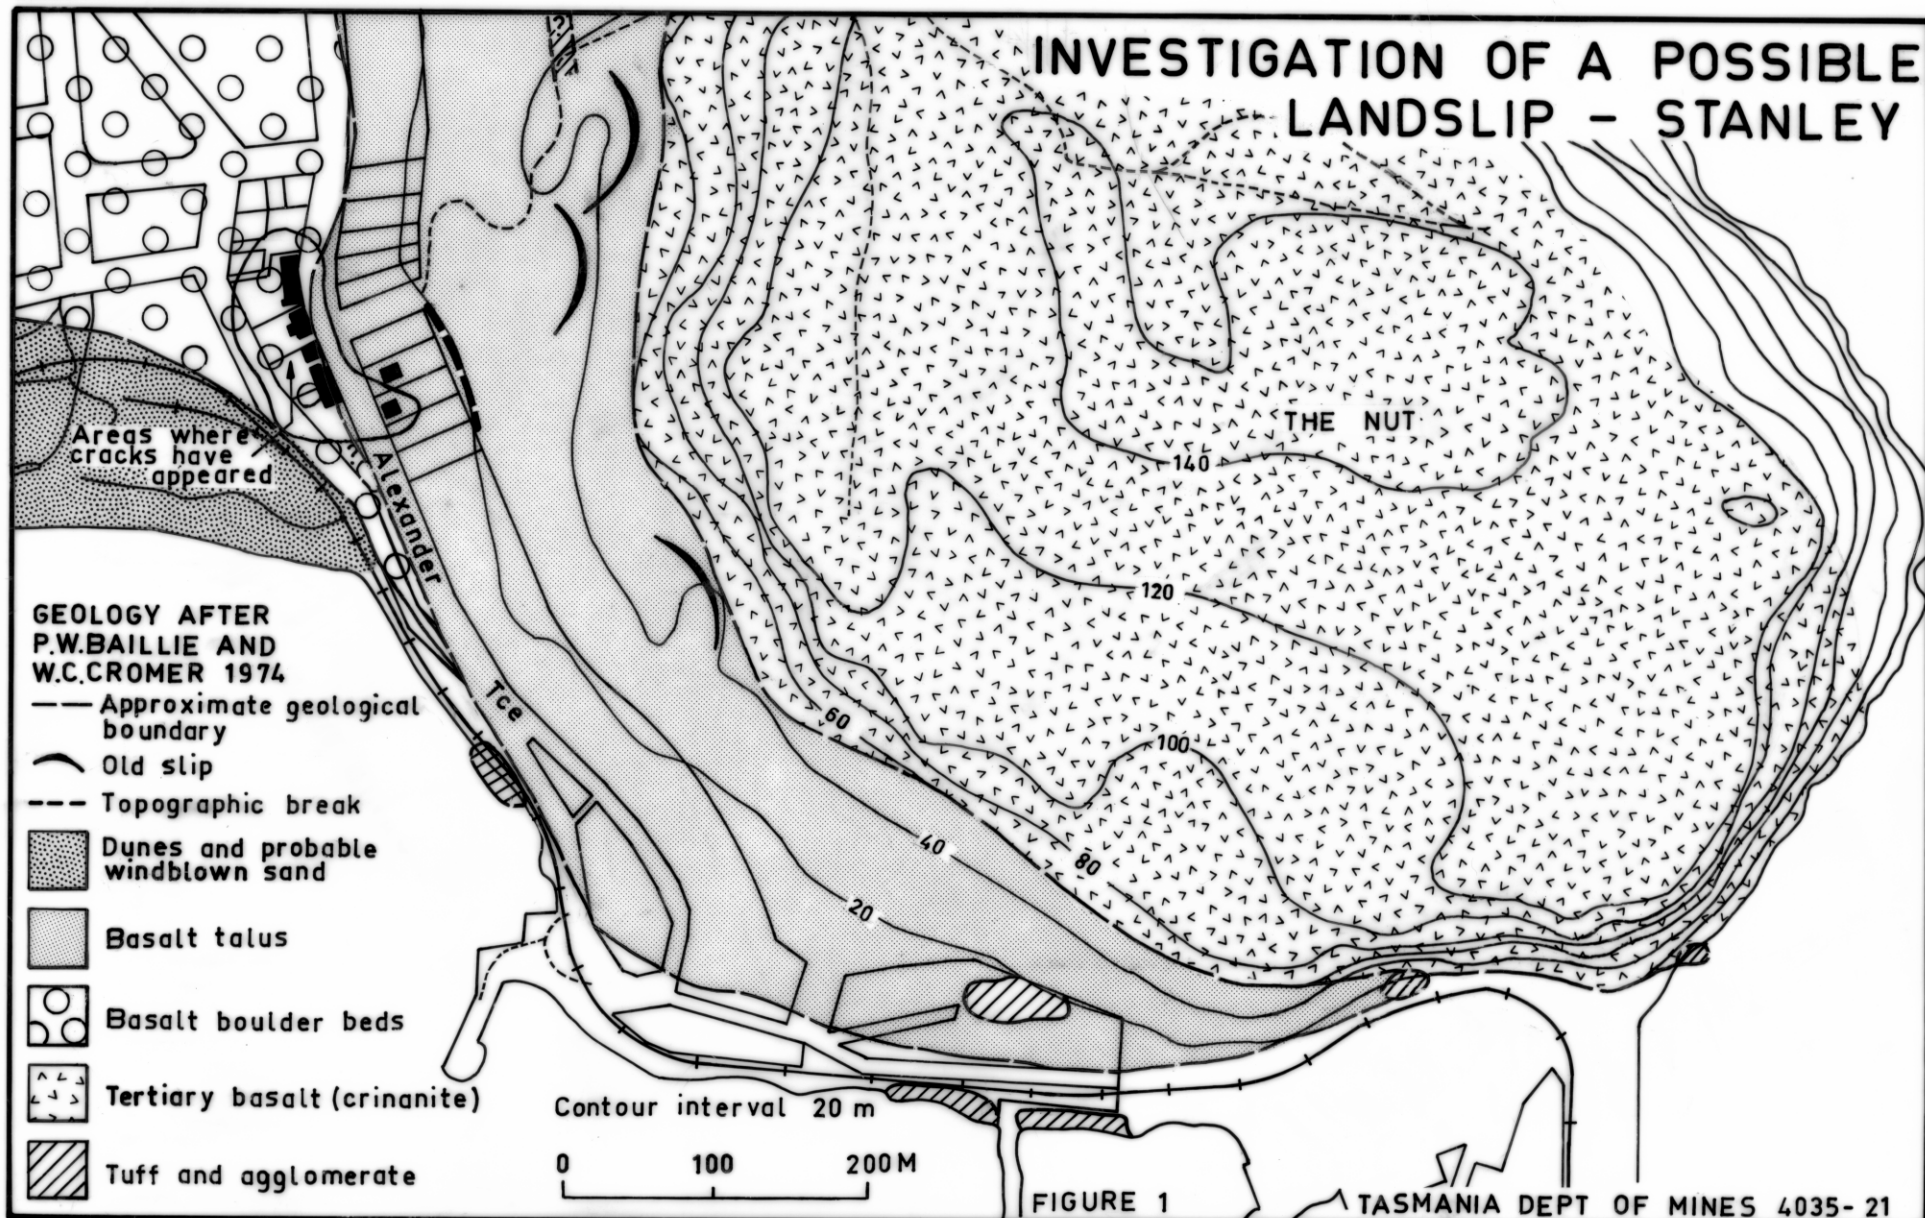 INVESTIGATION OF A POSSIBLE
LANDSLIP – STANLEY
?
THE NUT
140
120
100
80
60
40
20
Areas where
cracks have
appeared
Alexander
Tce
GEOLOGY AFTER
P.W.BAILLIE AND
W.C.CROMER 1974
Approximate geological
boundary
Old slip
Topographic break
Dunes and probable
windblown sand
Basalt talus
Basalt boulder beds
Tertiary basalt (crinanite)
Tuff and agglomerate
Contour interval 20 m
0 100 200 M
FIGURE 1
TASMANIA DEPT OF MINES 4035-21